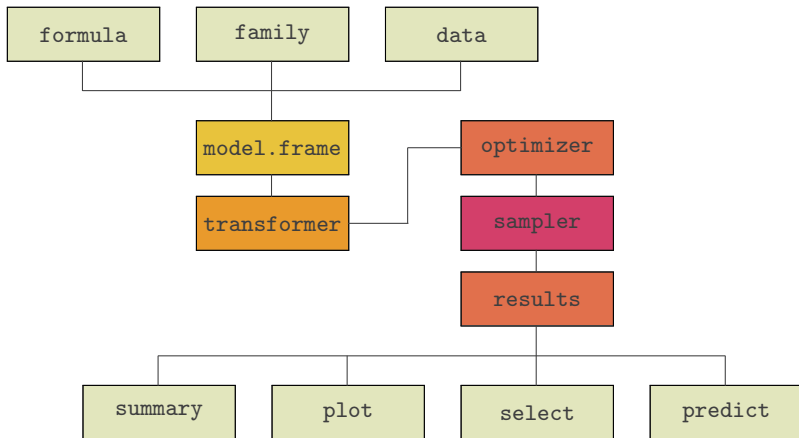 formula
family
data
model.frame
optimizer
transformer
sampler
results
summary
plot
select
predict